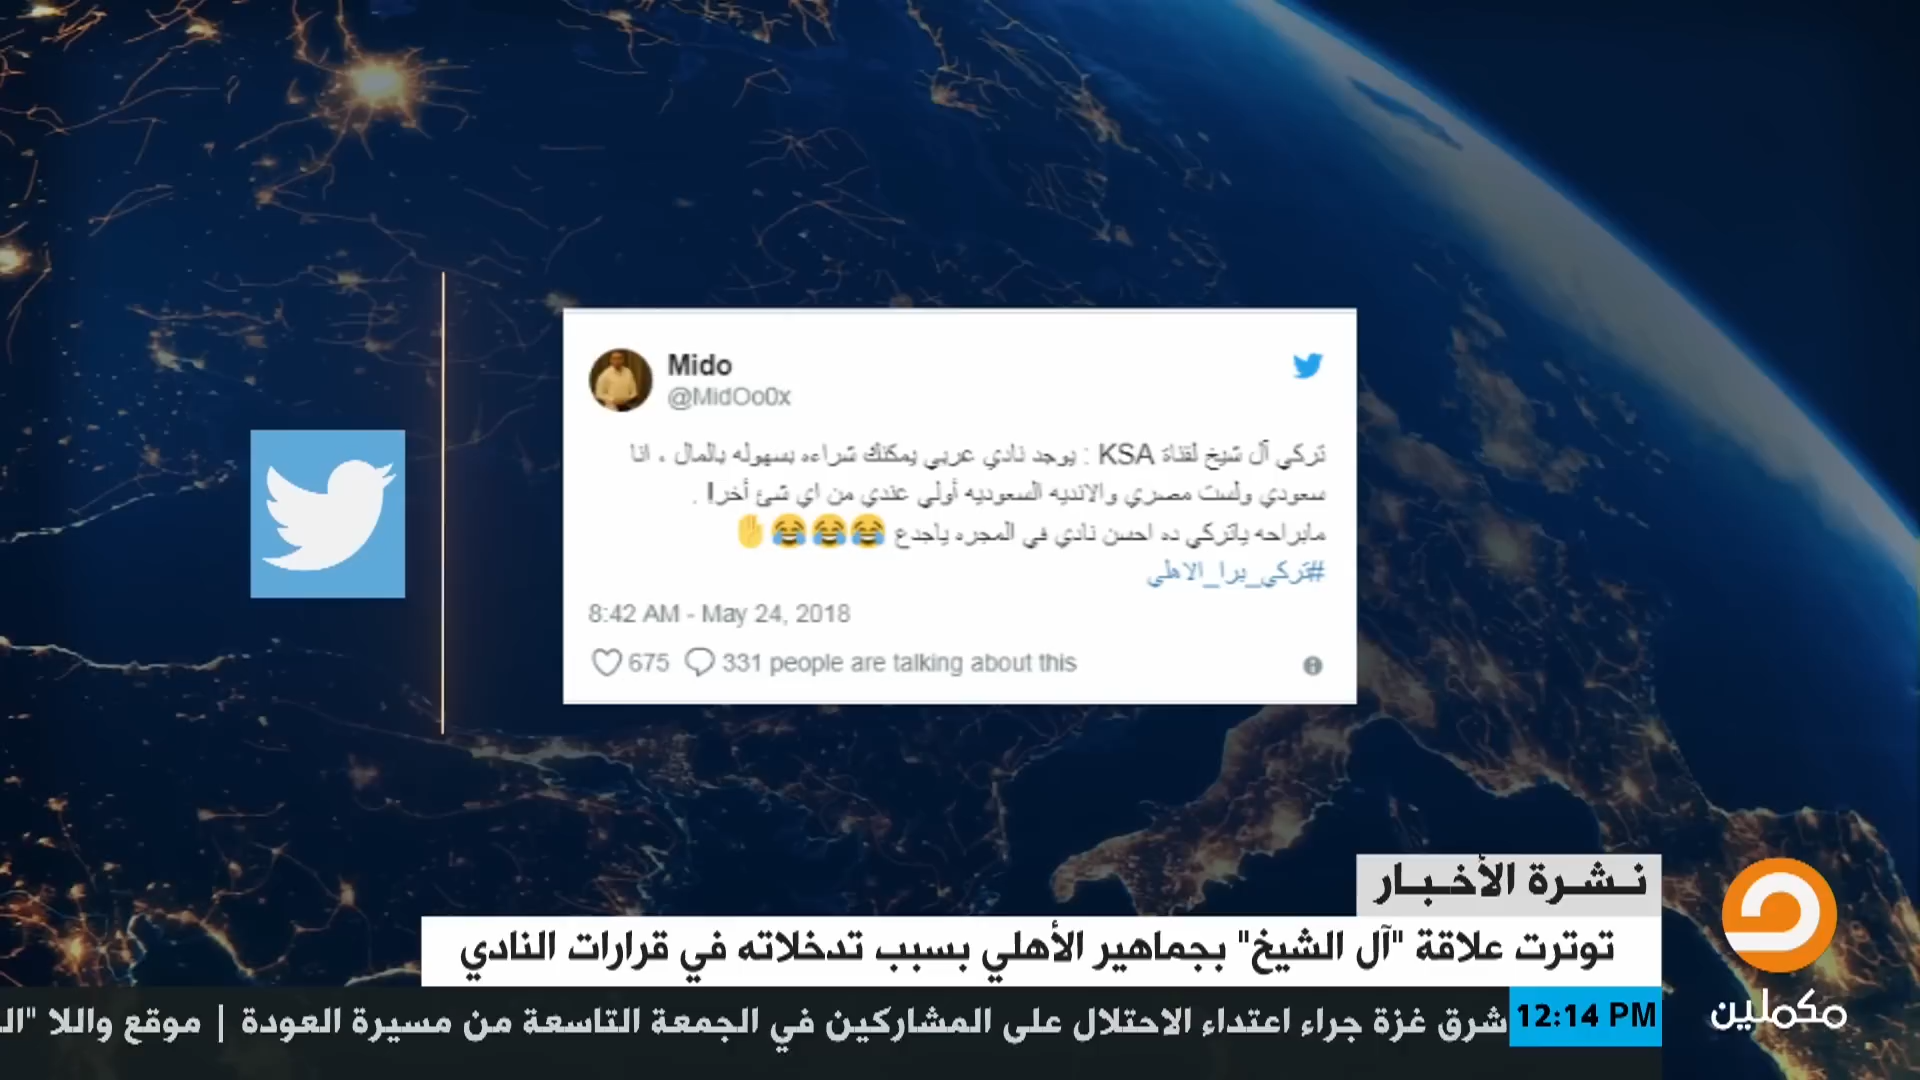 Mido
@MidOo0x
تركي آل شيخ لقناة KSA : يوجد نادي عربي يمكنك شراءه بسهوله بالمال ، انا
سعودي ولست مصري والانديه السعوديه أولي عندي من اي شئ أخر! .
مابراحه ياتركي ده احسن نادي في المجره ياجدع 😂😂😂✋
#تركي_برا_الاهلي
8:42 AM - May 24, 2018
675 331 people are talking about this
نشرة الأخبار
توترت علاقة "آل الشيخ" بجماهير الأهلي بسبب تدخلاته في قرارات النادي
12:14 PM
شرق غزة جراء اعتداء الاحتلال على المشاركين في الجمعة التاسعة من مسيرة العودة | موقع واللا "الـ
مكملين